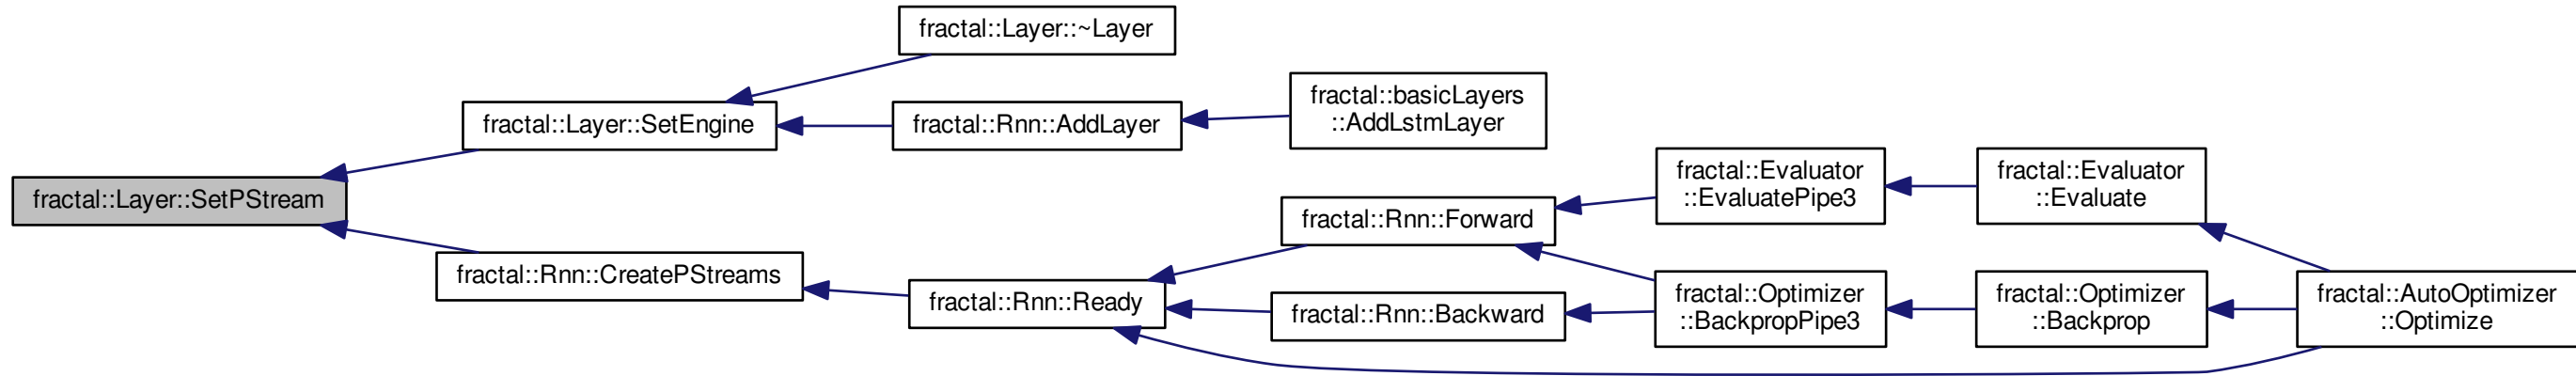 fractal::Layer::~Layer
fractal::basicLayers
::AddLstmLayer
fractal::Layer::SetEngine
fractal::Rnn::AddLayer
fractal::Evaluator
::EvaluatePipe3
fractal::Evaluator
::Evaluate
fractal::Layer::SetPStream
fractal::Rnn::Forward
fractal::Rnn::CreatePStreams
fractal::Rnn::Ready
fractal::Rnn::Backward
fractal::Optimizer
::BackpropPipe3
fractal::Optimizer
::Backprop
fractal::AutoOptimizer
::Optimize